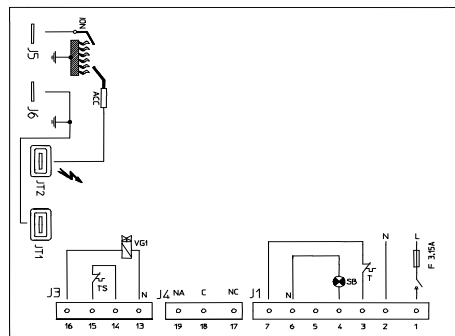 J5
ION
J6
ACC
JT2
JT1
VG1
N
L
F 3,15A
J3
TS
N
J4
NA
C
NC
J1
N
SB
T
16
15
14
13
19
18
17
7
6
5
4
3
2
1